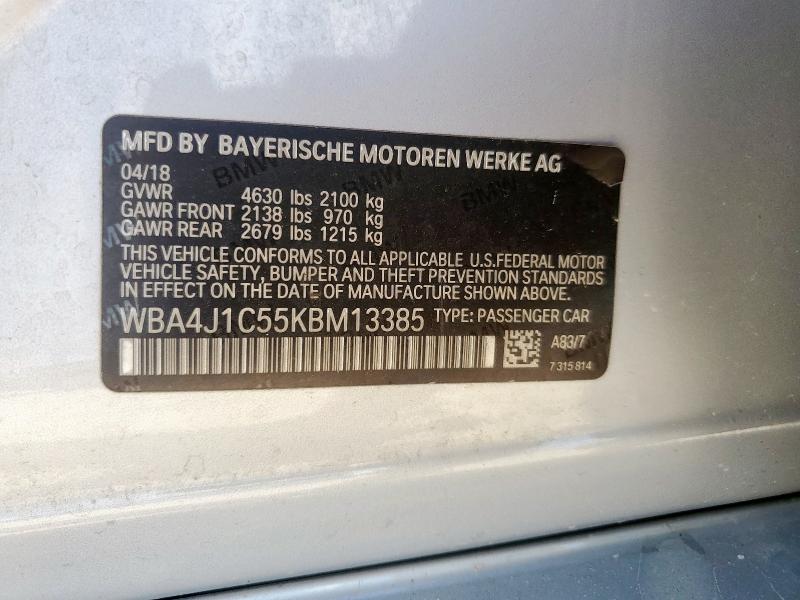 MFD BY BAYERISCHE MOTOREN WERKE AG
04/18
GVWR 4630 lbs 2100 kg
GAWR FRONT 2138 lbs 970 kg
GAWR REAR 2679 lbs 1215 kg
THIS VEHICLE CONFORMS TO ALL APPLICABLE U.S.FEDERAL MOTOR
VEHICLE SAFETY, BUMPER AND THEFT PREVENTION STANDARDS
IN EFFECT ON THE DATE OF MANUFACTURE SHOWN ABOVE.
WBA4J1C55KBM13385 TYPE: PASSENGER CAR
A83/7
7 315 814